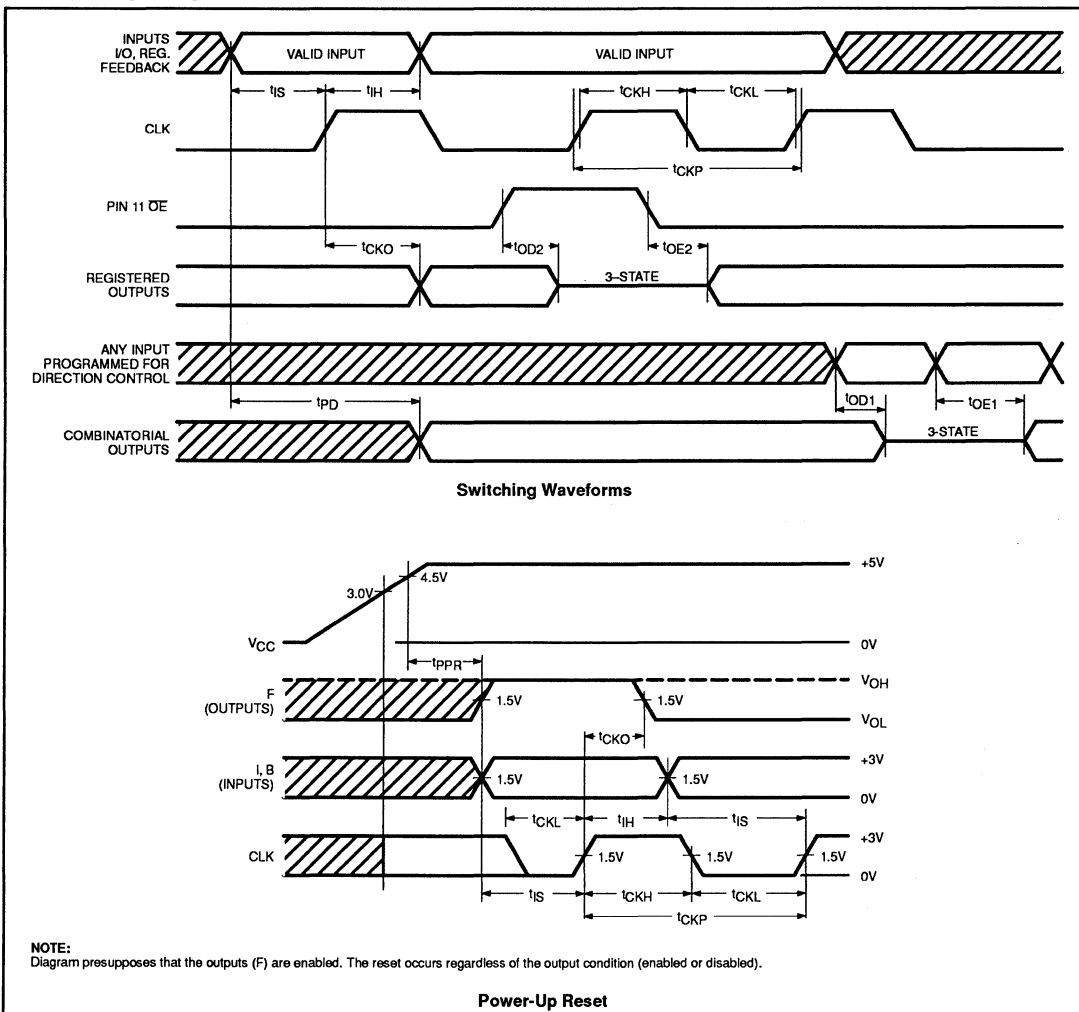 INPUTS
I/O, REG.
FEEDBACK
VALID INPUT
VALID INPUT
tIS
tIH
tCKH
tCKL
CLK
tCKP
PIN 11 OE
tCKO
tOD2
tOE2
REGISTERED
OUTPUTS
3–STATE
ANY INPUT
PROGRAMMED FOR
DIRECTION CONTROL
tPD
tOD1
tOE1
COMBINATORIAL
OUTPUTS
3-STATE
Switching Waveforms
+5V
4.5V
3.0V
VCC
0V
tPPR
VOH
F
(OUTPUTS)
1.5V
1.5V
VOL
tCKO
+3V
I, B
(INPUTS)
1.5V
1.5V
0V
tCKL
tIH
tIS
+3V
CLK
1.5V
1.5V
1.5V
0V
tIS
tCKH
tCKL
tCKP
NOTE:
Diagram presupposes that the outputs (F) are enabled. The reset occurs regardless of the output condition (enabled or disabled).
Power-Up Reset